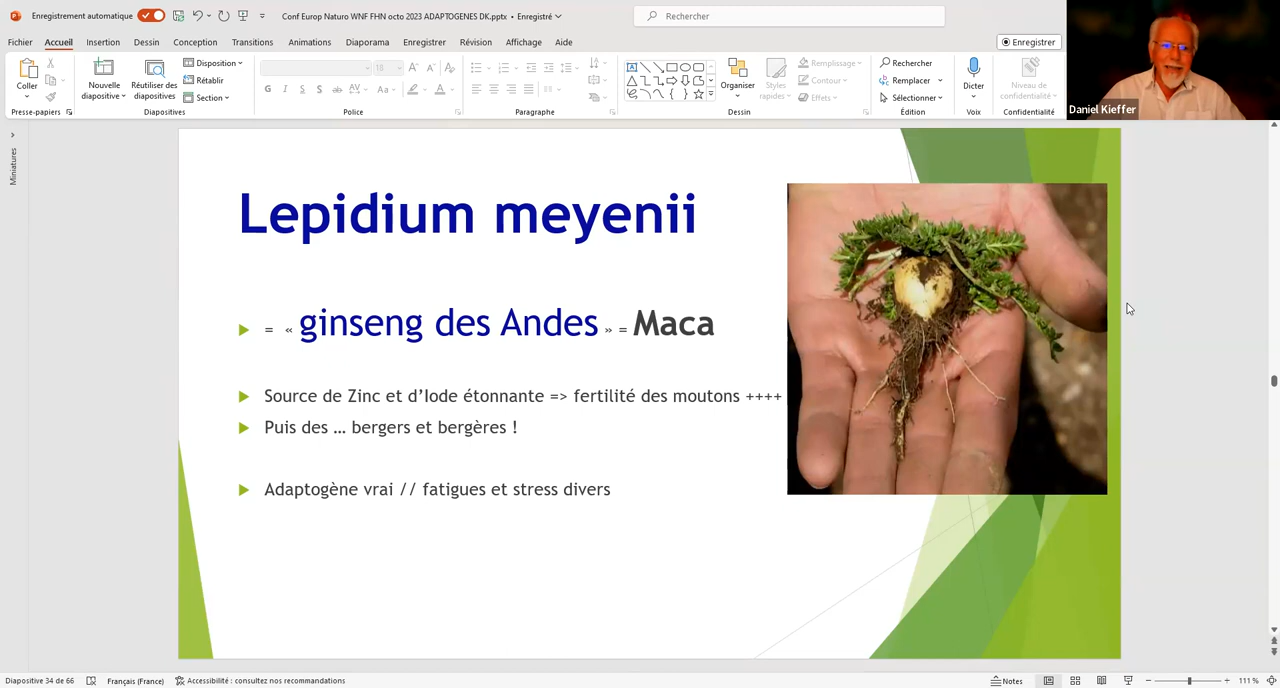 Enregistrement automatique
Conf Europ Naturo WNF FHN octo 2023 ADAPTOGENES DK.pptx • Enregistré
Rechercher
Fichier Accueil Insertion Dessin Conception Transitions Animations Diaporama Enregistrer Révision Affichage Aide
Enregistrer
Coller
Nouvelle diapositive
Réutiliser des diapositives
Disposition
Rétablir
Section
18
G I S S ab AV Aa A
Organiser
Styles rapides
Remplissage
Contour
Effets
Rechercher
Remplacer
Sélectionner
Dicter
Niveau de confidentialité
Presse-papiers Diapositives Police Paragraphe Dessin Édition Voix Confidentialité
Daniel Kieffer
Miniatures
Lepidium meyenii
= « ginseng des Andes » = Maca
Source de Zinc et d’Iode étonnante => fertilité des moutons ++++
Puis des … bergers et bergères !
Adaptogène vrai // fatigues et stress divers
Diapositive 34 de 66 Français (France) Accessibilité : consultez nos recommandations Notes 111 %